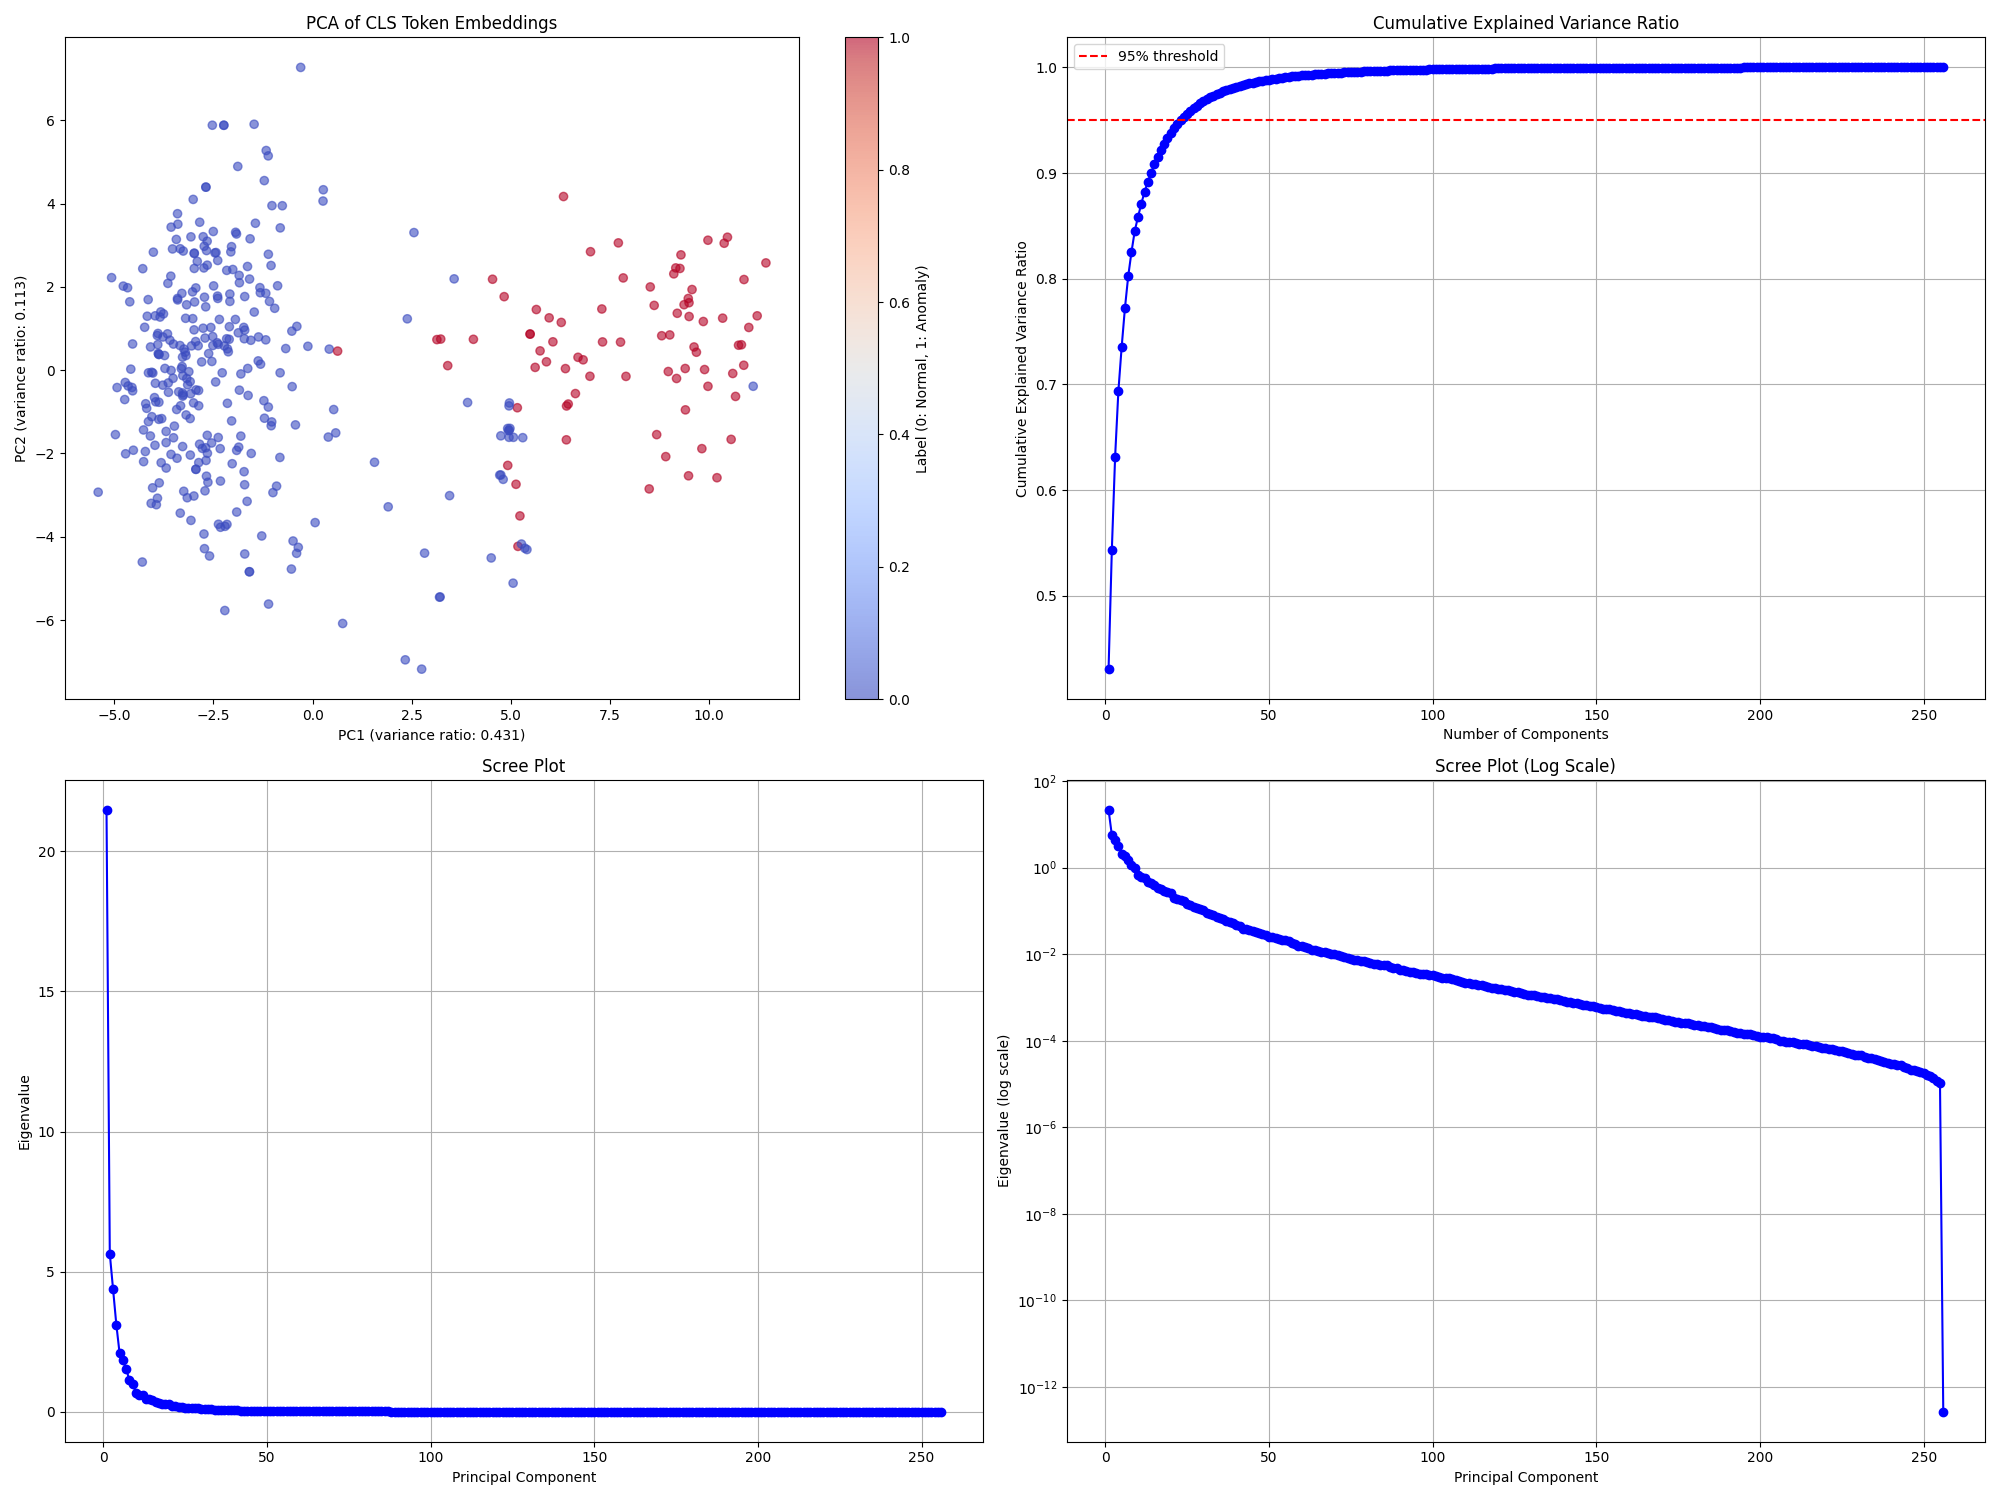 PCA of CLS Token Embeddings
PC2 (variance ratio: 0.113)
6
4
2
0
−2
−4
−6
−5.0 −2.5 0.0 2.5 5.0 7.5 10.0
PC1 (variance ratio: 0.431)
1.0
0.8
0.6
0.4
0.2
0.0
Label (0: Normal, 1: Anomaly)
Cumulative Explained Variance Ratio
95% threshold
Cumulative Explained Variance Ratio
1.0
0.9
0.8
0.7
0.6
0.5
0 50 100 150 200 250
Number of Components
Scree Plot
Eigenvalue
20
15
10
5
0
0 50 100 150 200 250
Principal Component
Scree Plot (Log Scale)
Eigenvalue (log scale)
10²
10⁰
10⁻²
10⁻⁴
10⁻⁶
10⁻⁸
10⁻¹⁰
10⁻¹²
0 50 100 150 200 250
Principal Component